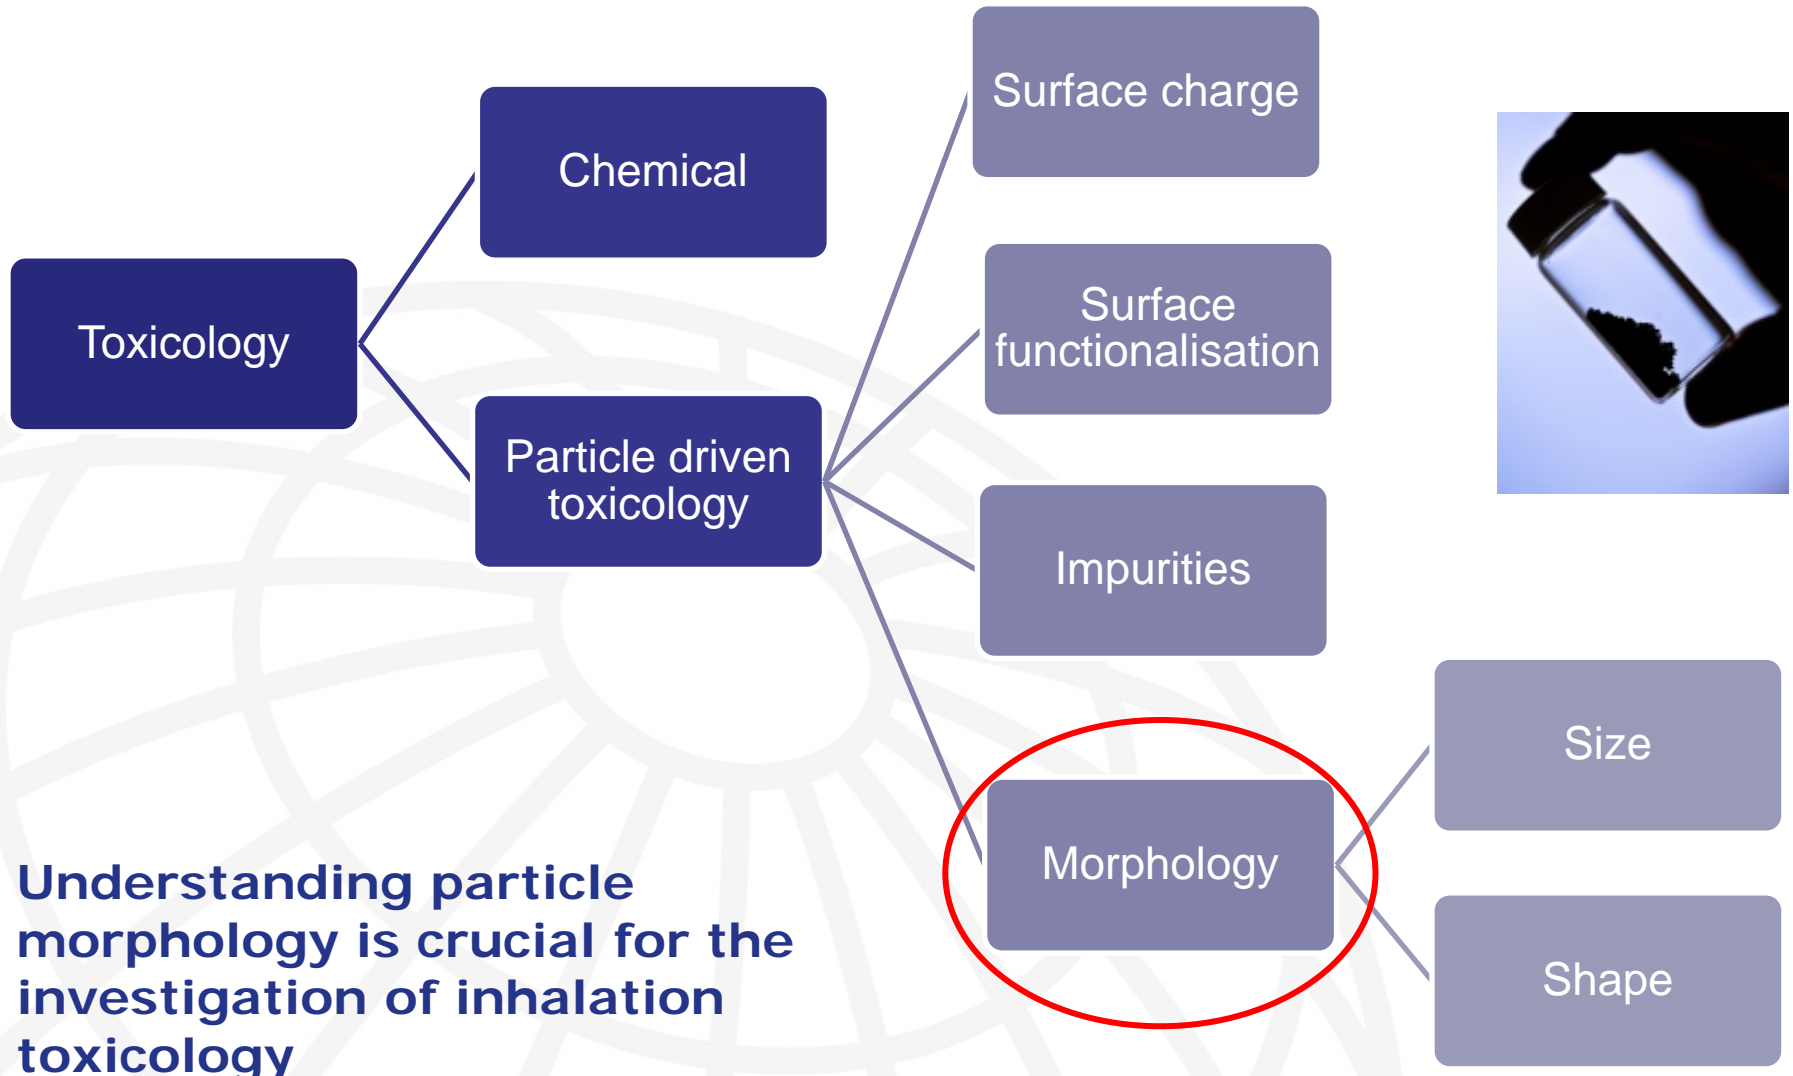 Surface charge
Chemical
Surface
functionalisation
Toxicology
Particle driven
toxicology
Impurities
Size
Morphology
Shape
Understanding particle
morphology is crucial for the
investigation of inhalation
toxicology